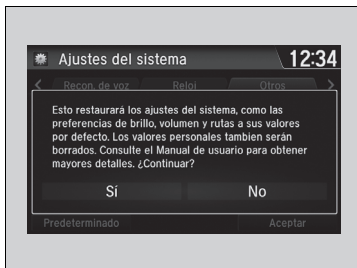 Ajustes del sistema
12:34
Recon. de voz
Reloj
Otros
Esto restaurará los ajustes del sistema, como las
preferencias de brillo, volumen y rutas a sus valores
por defecto. Los valores personales tambien serán
borrados. Consulte el Manual de usuario para obtener
mayores detalles. ¿Continuar?
Sí
No
Predeterminado
Aceptar